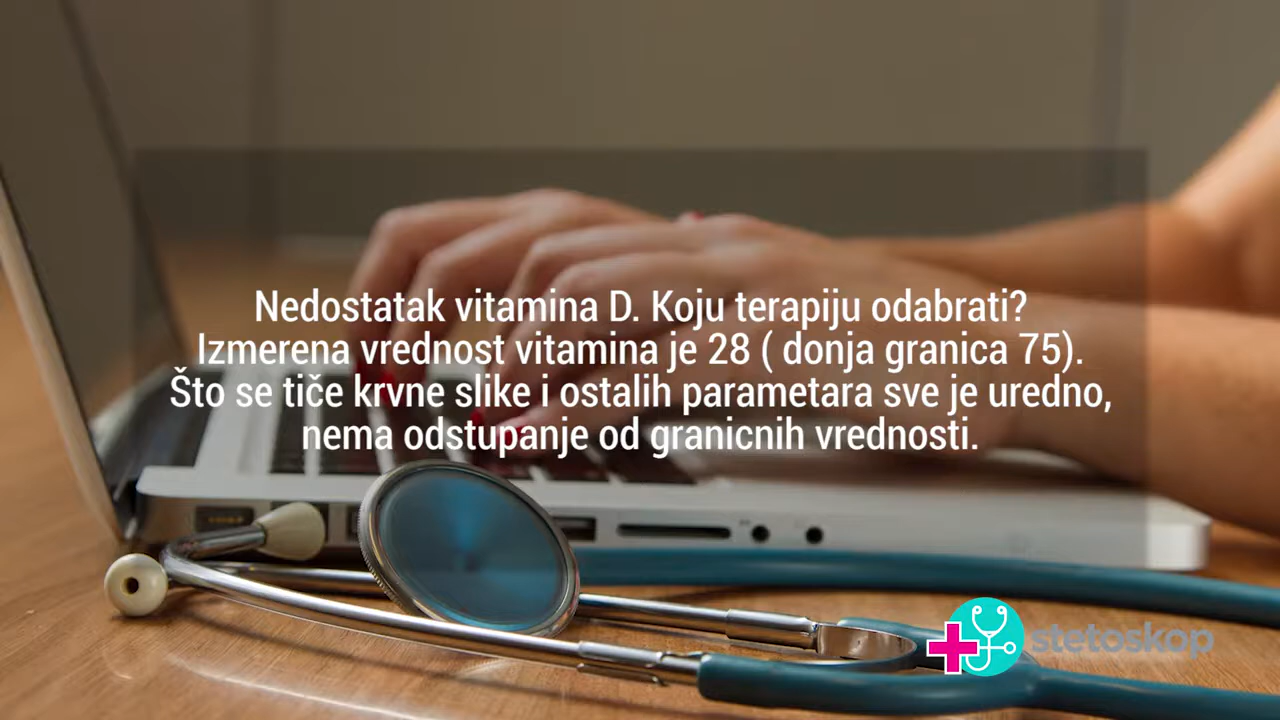 Nedostatak vitamina D. Koju terapiju odabrati?
Izmerena vrednost vitamina je 28 ( donja granica 75).
Što se tiče krvne slike i ostalih parametara sve je uredno,
nema odstupanje od granicnih vrednosti.
stetoskop